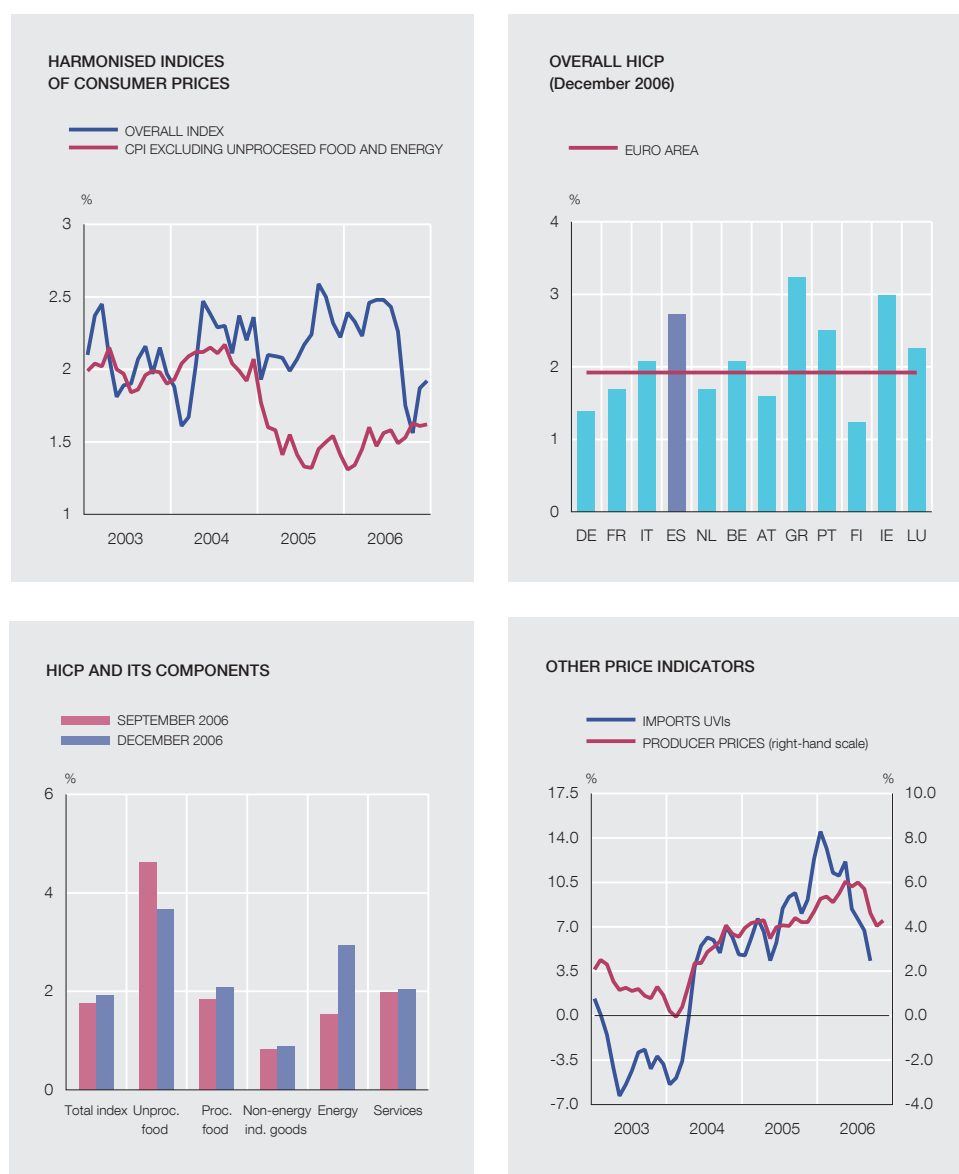 HARMONISED INDICES
OF CONSUMER PRICES
OVERALL INDEX
CPI EXCLUDING UNPROCESED FOOD AND ENERGY
%
3
2.5
2
1.5
1
2003 2004 2005 2006
OVERALL HICP
(December 2006)
EURO AREA
%
4
3
2
1
0
DE FR IT ES NL BE AT GR PT FI IE LU
HICP AND ITS COMPONENTS
SEPTEMBER 2006
DECEMBER 2006
%
6
4
2
0
Total index Unproc. Proc. Non-energy Energy Services
food food ind. goods
OTHER PRICE INDICATORS
IMPORTS UVIs
PRODUCER PRICES (right-hand scale)
% %
17.5 10.0
14.0 8.0
10.5 6.0
7.0 4.0
3.5 2.0
0.0 0.0
-3.5 -2.0
-7.0 -4.0
2003 2004 2005 2006